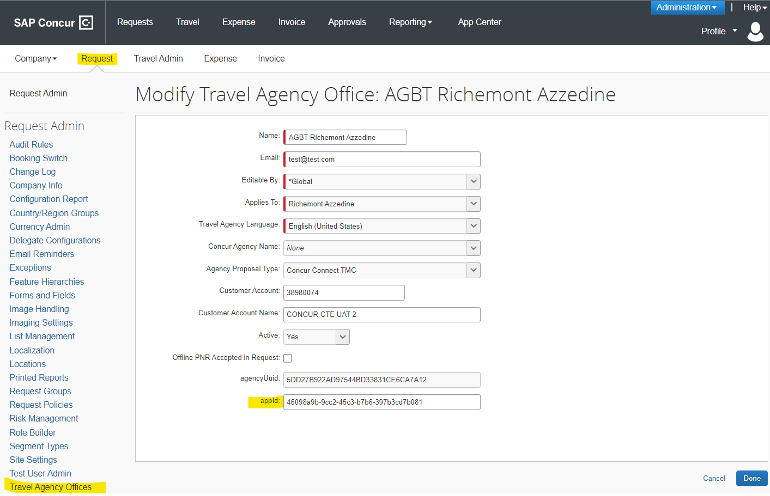 Administration
Help
SAP Concur C
Requests Travel Expense Invoice Approvals Reporting App Center
Profile
Company Request Travel Admin Expense Invoice
Request Admin
Modify Travel Agency Office: AGBT Richemont Azzedine
Request Admin
Audit Rules
Booking Switch
Change Log
Company Info
Configuration Report
Country/Region Groups
Currency Admin
Delegate Configurations
Email Reminders
Exceptions
Feature Hierarchies
Forms and Fields
Image Handling
Imaging Settings
List Management
Localization
Locations
Printed Reports
Request Groups
Request Policies
Risk Management
Role Builder
Segment Types
Site Settings
Test User Admin
Travel Agency Offices
Name: AGBT Richemont Azzedine
Email: test@test.com
Editable By: *Global
Applies To: Richemont Azzedine
Travel Agency Language: English (United States)
Concur Agency Name: None
Agency Proposal Type: Concur Connect TMC
Customer Account: 38980074
Customer Account Name: CONCUR CTE UAT 2
Active: Yes
Offline PNR Accepted in Request:
agencyUuid: 5DD27B922AD97544BD33831CE6CA7A12
appId: 46098a9b-9cc2-45c3-b7b6-397b3cd7b081
Cancel Done